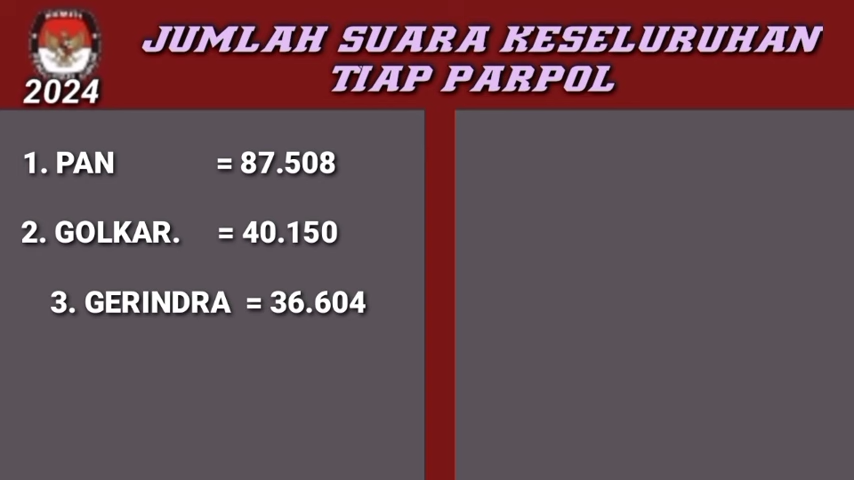 JUMLAH SUARA KESELURUHAN
TIAP PARPOL
2024
1. PAN = 87.508
2. GOLKAR. = 40.150
3. GERINDRA = 36.604